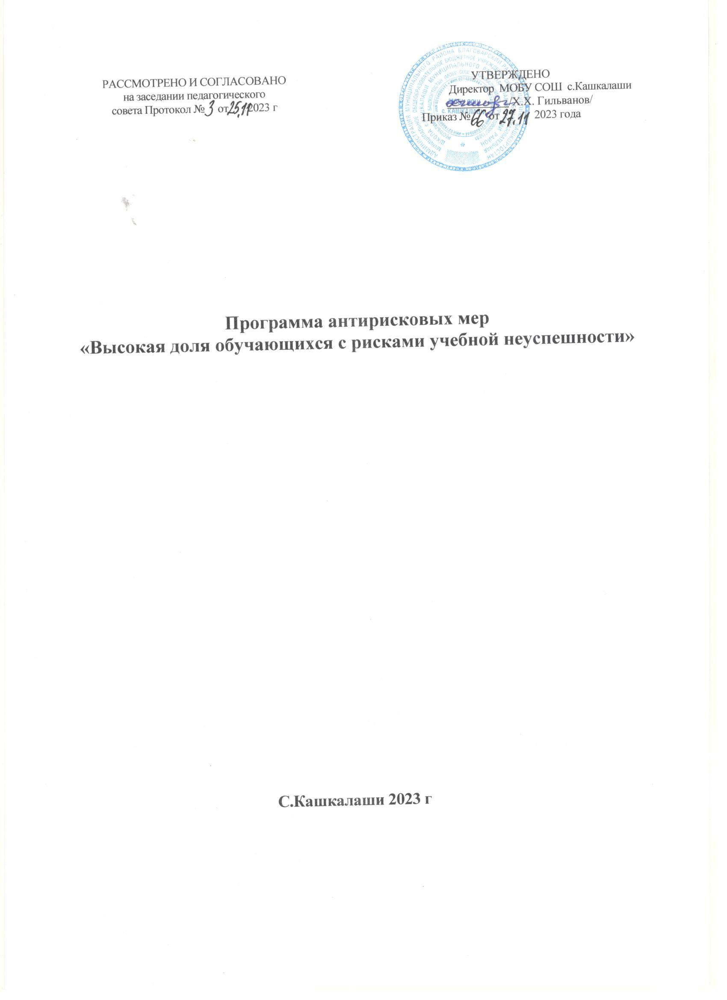 РАССМОТРЕНО И СОГЛАСОВАНО
на заседании педагогического
совета Протокол № 3 от 25.11 2023 г
УТВЕРЖДЕНО
Директор МОБУ СОШ с.Кашкалаши
/Х.Х. Гильванов/
Приказ № 66 от 27.11 2023 года
с. КАШКАЛАШИ
Программа антирисковых мер
«Высокая доля обучающихся с рисками учебной неуспешности»
С.Кашкалаши 2023 г